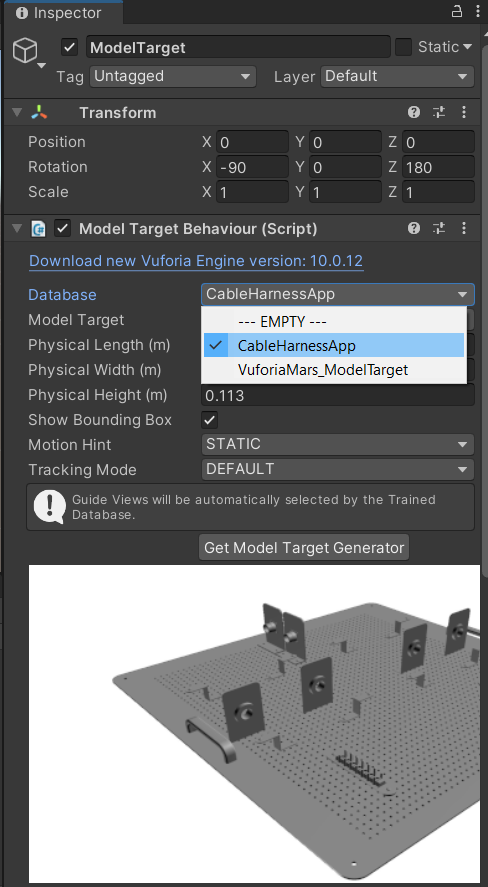 Inspector
ModelTarget
Static
Tag Untagged Layer Default
Transform
Position X 0 Y 0 Z 0
Rotation X -90 Y 0 Z 180
Scale X 1 Y 1 Z 1
Model Target Behaviour (Script)
Download new Vuforia Engine version: 10.0.12
Database CableHarnessApp
--- EMPTY ---
CableHarnessApp
VuforiaMars_ModelTarget
Model Target
Physical Length (m)
Physical Width (m)
Physical Height (m) 0.113
Show Bounding Box
Motion Hint STATIC
Tracking Mode DEFAULT
Guide Views will be automatically selected by the Trained
Database.
Get Model Target Generator